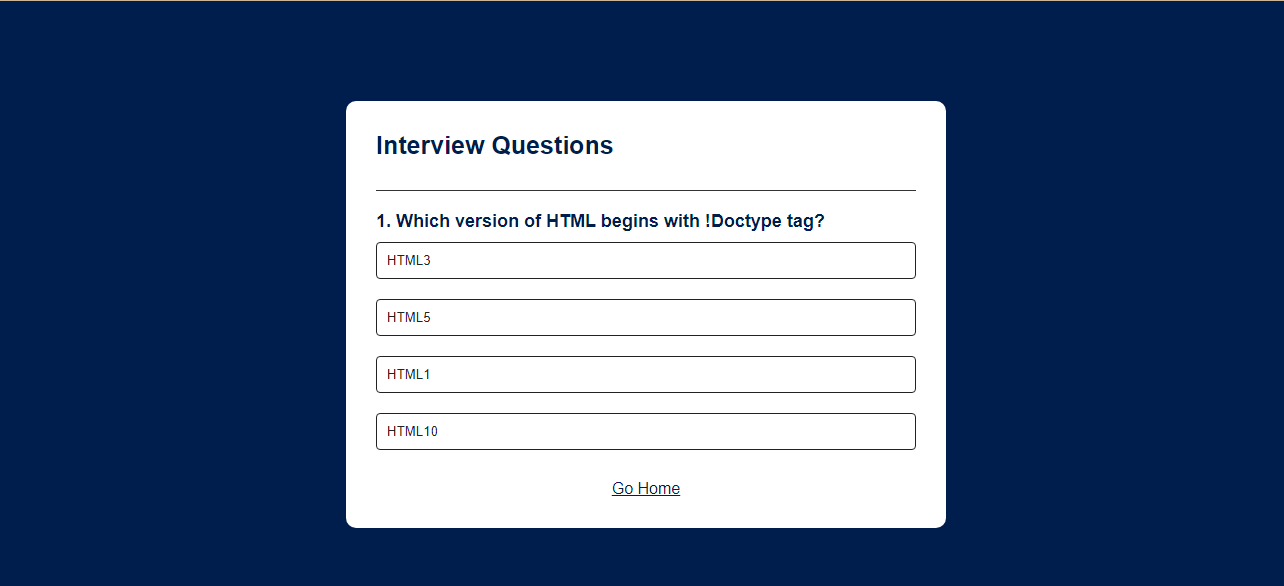 Interview Questions
1. Which version of HTML begins with !Doctype tag?
HTML3
HTML5
HTML1
HTML10
Go Home